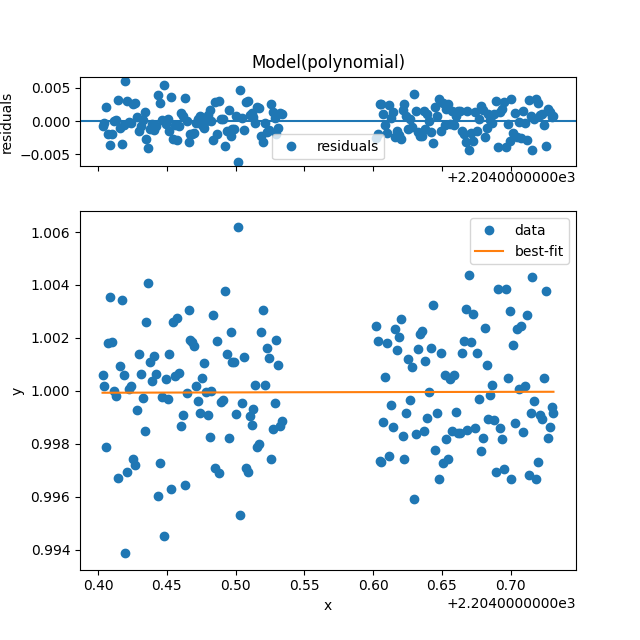 Model(polynomial)
0.005
0.000
−0.005
residuals
residuals
+2.2040000000e3
1.006
1.004
1.002
1.000
0.998
0.996
0.994
y
data
best-fit
0.40 0.45 0.50 0.55 0.60 0.65 0.70
x
+2.2040000000e3